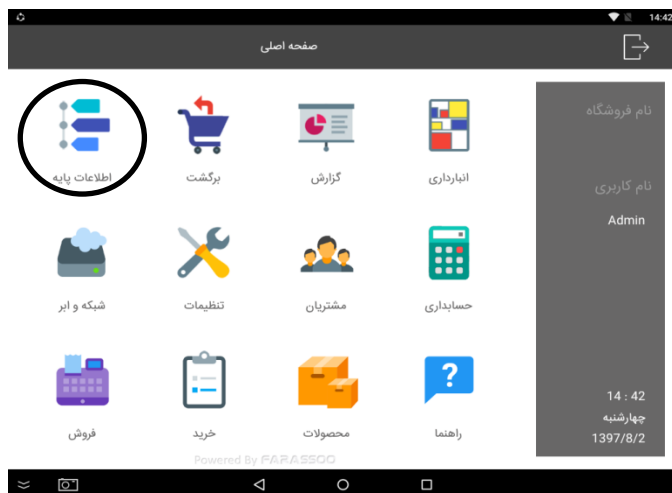 14:42
صفحه اصلی
نام فروشگاه
نام کاربری
Admin
انبارداری
گزارش
برگشت
اطلاعات پایه
حسابداری
مشتریان
تنظیمات
شبکه و ابر
راهنما
محصولات
خرید
فروش
14 : 42
چهارشنبه
1397/8/2
Powered By FARASSOO